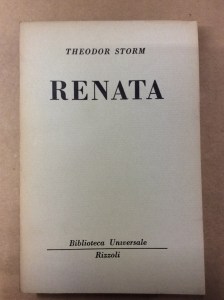 THEODOR STORM
RENATA
Biblioteca Universale
Rizzoli